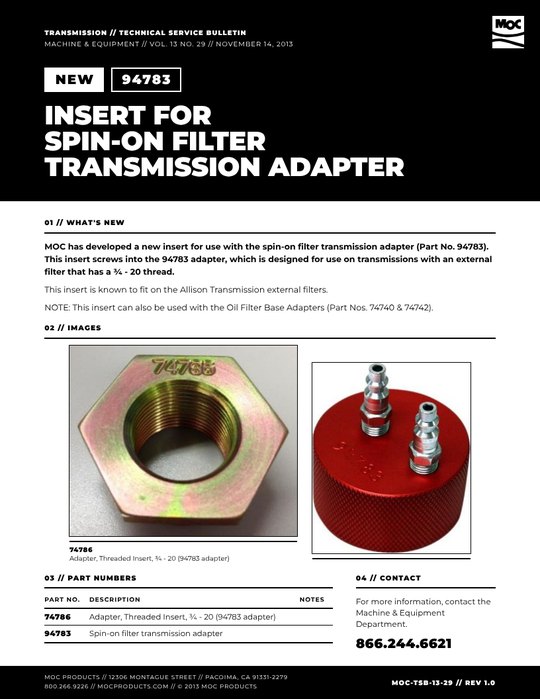 TRANSMISSION // TECHNICAL SERVICE BULLETIN
MACHINE & EQUIPMENT // VOL. 13 NO. 29 // NOVEMBER 14, 2013
MOC
NEW 94783
INSERT FOR
SPIN-ON FILTER
TRANSMISSION ADAPTER
01 // WHAT'S NEW
MOC has developed a new insert for use with the spin-on filter transmission adapter (Part No. 94783).
This insert screws into the 94783 adapter, which is designed for use on transmissions with an external
filter that has a ¾ - 20 thread.
This insert is known to fit on the Allison Transmission external filters.
NOTE: This insert can also be used with the Oil Filter Base Adapters (Part Nos. 74740 & 74742).
02 // IMAGES
74786
Adapter, Threaded Insert, ¾ - 20 (94783 adapter)
03 // PART NUMBERS
PART NO. DESCRIPTION NOTES
74786 Adapter, Threaded Insert, ¾ - 20 (94783 adapter)
94783 Spin-on filter transmission adapter
04 // CONTACT
For more information, contact the
Machine & Equipment
Department.
866.244.6621
MOC PRODUCTS // 12306 MONTAGUE STREET // PACOIMA, CA 91331-2279
800.266.9226 // MOCPRODUCTS.COM // © 2013 MOC PRODUCTS
MOC-TSB-13-29 // REV 1.0